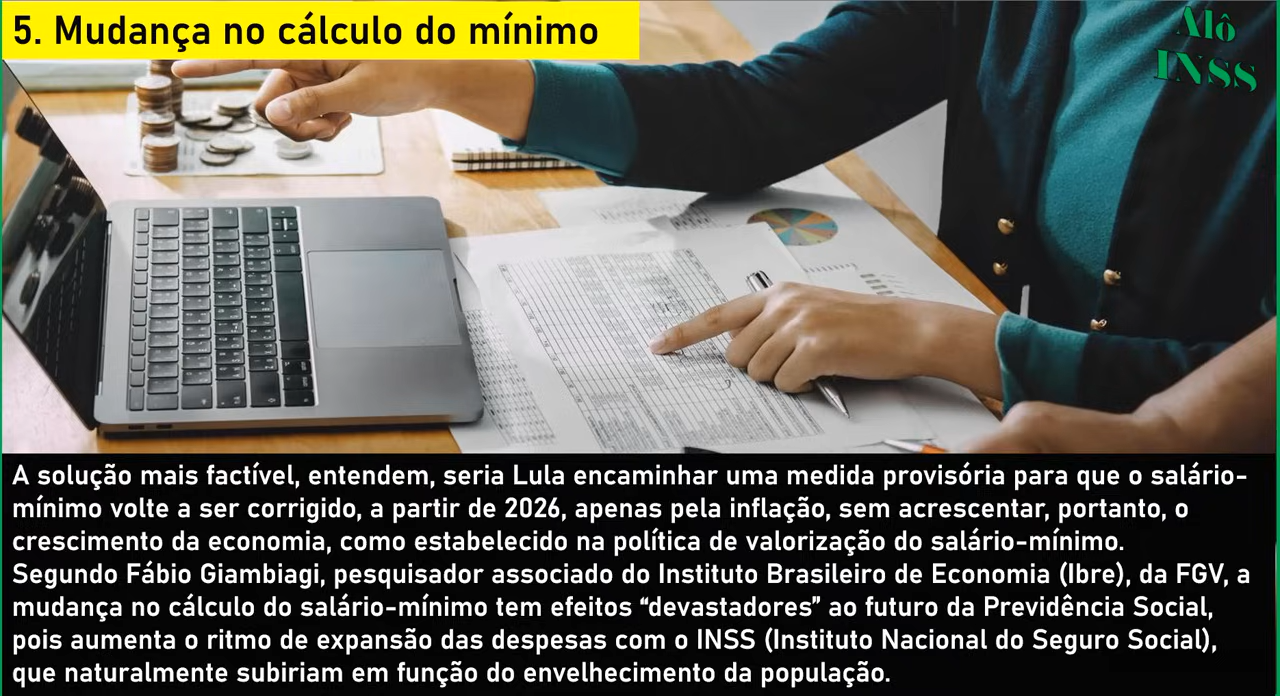 5. Mudança no cálculo do mínimo
Alô
INSS
A solução mais factível, entendem, seria Lula encaminhar uma medida provisória para que o salário-
mínimo volte a ser corrigido, a partir de 2026, apenas pela inflação, sem acrescentar, portanto, o
crescimento da economia, como estabelecido na política de valorização do salário-mínimo.
Segundo Fábio Giambiagi, pesquisador associado do Instituto Brasileiro de Economia (Ibre), da FGV, a
mudança no cálculo do salário-mínimo tem efeitos “devastadores” ao futuro da Previdência Social,
pois aumenta o ritmo de expansão das despesas com o INSS (Instituto Nacional do Seguro Social),
que naturalmente subiriam em função do envelhecimento da população.